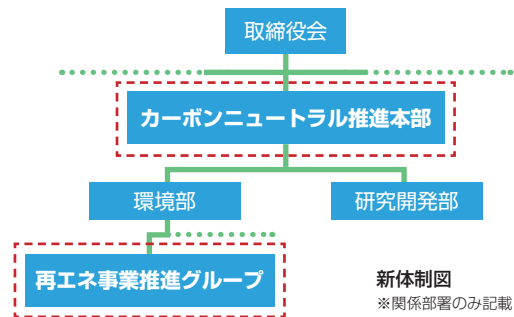 取締役会
カーボンニュートラル推進本部
環境部
研究開発部
再エネ事業推進グループ
新体制図
※関係部署のみ記載